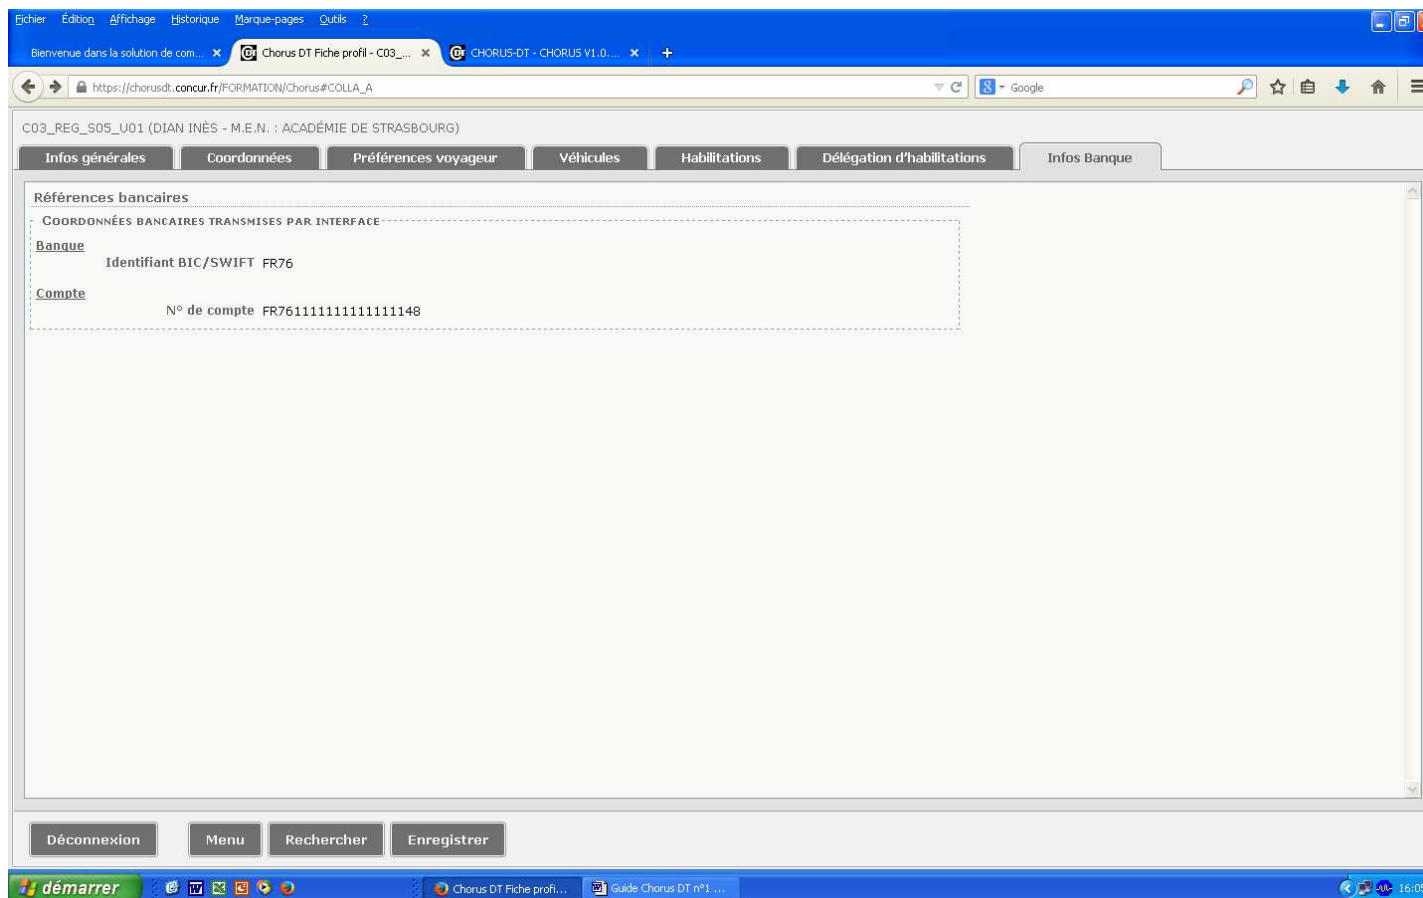 Fichier Édition Affichage Historique Marque-pages Outils ?
Bienvenue dans la solution de com... Chorus DT Fiche profil - C03_... CHORUS-DT - CHORUS V1.0....
https://chorusdt.concur.fr/FORMATION/Chorus#COLLA_A Google
C03_REG_S05_U01 (DIAN INÈS - M.E.N. : ACADÉMIE DE STRASBOURG)
Infos générales Coordonnées Préférences voyageur Véhicules Habilitations Délégation d'habilitations Infos Banque
Références bancaires
COORDONNÉES BANCAIRES TRANSMISES PAR INTERFACE
Banque
Identifiant BIC/SWIFT FR76
Compte
N° de compte FR761111111111111148
Déconnexion Menu Rechercher Enregistrer
démarrer Chorus DT Fiche profi... Guide Chorus DT n°1 ... 16:05